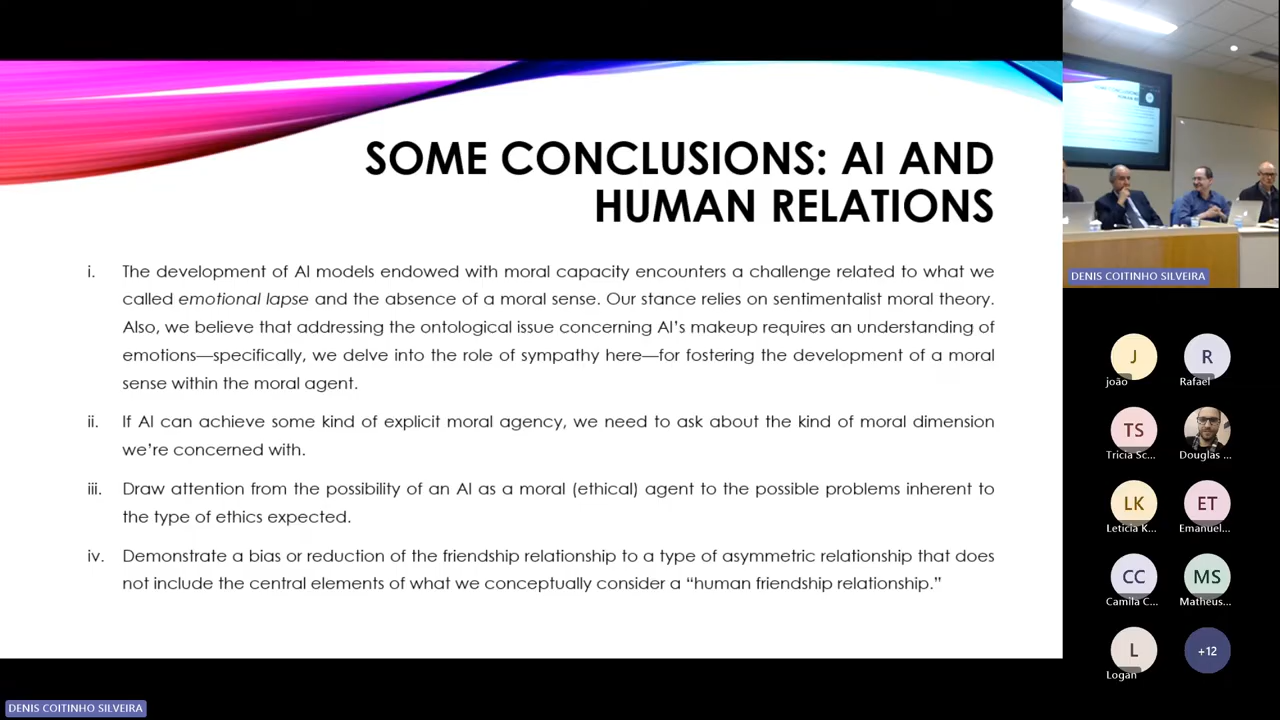 SOME CONCLUSIONS: AI AND
HUMAN RELATIONS
i. The development of AI models endowed with moral capacity encounters a challenge related to what we
called emotional lapse and the absence of a moral sense. Our stance relies on sentimentalist moral theory.
Also, we believe that addressing the ontological issue concerning AI's makeup requires an understanding of
emotions—specifically, we delve into the role of sympathy here—for fostering the development of a moral
sense within the moral agent.
ii. If AI can achieve some kind of explicit moral agency, we need to ask about the kind of moral dimension
we're concerned with.
iii. Draw attention from the possibility of an AI as a moral (ethical) agent to the possible problems inherent to
the type of ethics expected.
iv. Demonstrate a bias or reduction of the friendship relationship to a type of asymmetric relationship that does
not include the central elements of what we conceptually consider a “human friendship relationship.”
DENIS COITINHO SILVEIRA
DENIS COITINHO SILVEIRA
J
R
joão
Rafael
TS
Tricia Sc...
Douglas ...
LK
ET
Leticia K...
Emanuel...
CC
MS
Camila C...
Matheus...
L
+12
Logan